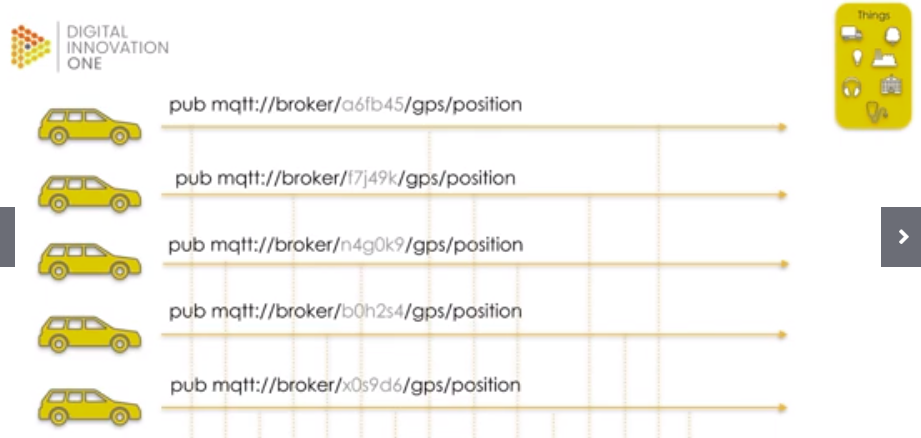 DIGITAL
INNOVATION
ONE
Things
pub mqtt://broker/a6fb45/gps/position
pub mqtt://broker/f7j49k/gps/position
pub mqtt://broker/n4g0k9/gps/position
pub mqtt://broker/b0h2s4/gps/position
pub mqtt://broker/x0s9d6/gps/position